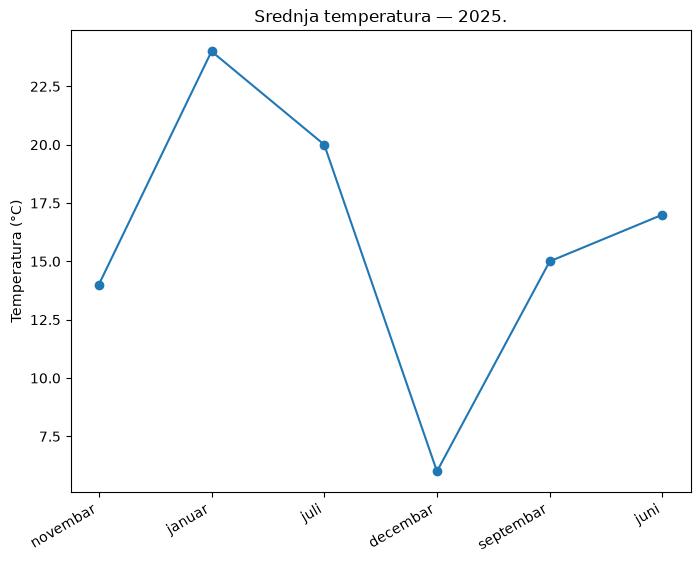 Srednja temperatura — 2025.
Temperatura (°C)
22.5
20.0
17.5
15.0
12.5
10.0
7.5
novembar
januar
juli
decembar
septembar
juni